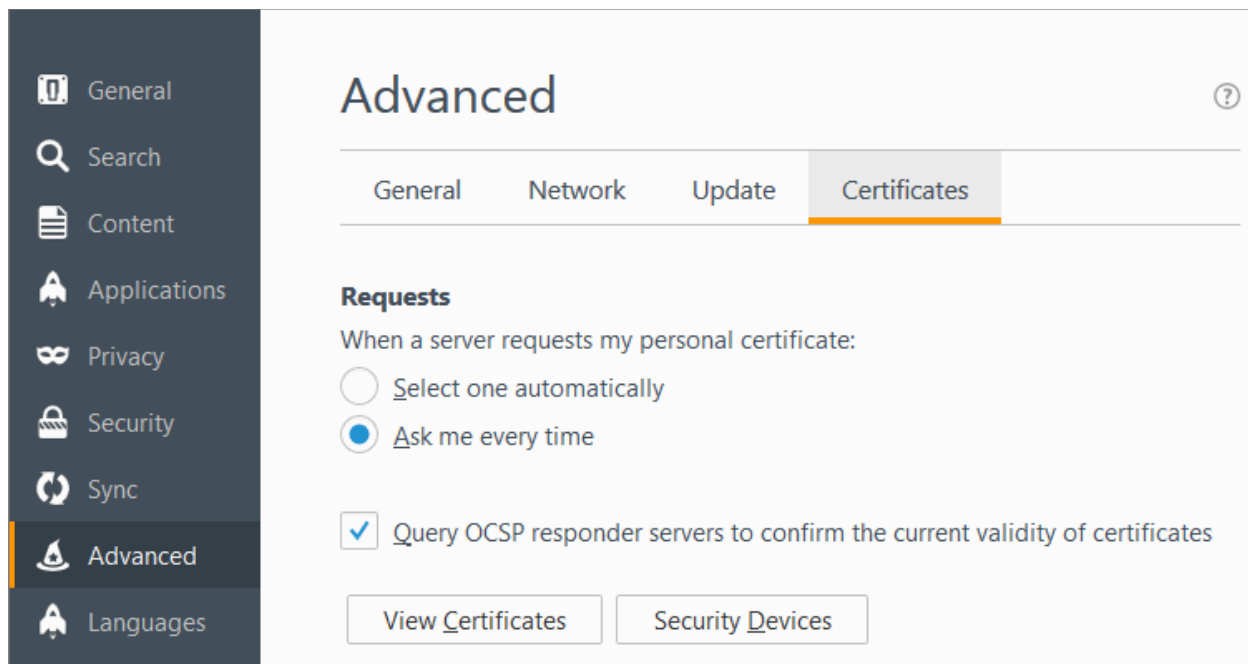 General
Search
Content
Applications
Privacy
Security
Sync
Advanced
Languages
Advanced
?
General Network Update Certificates
Requests
When a server requests my personal certificate:
Select one automatically
Ask me every time
Query OCSP responder servers to confirm the current validity of certificates
View Certificates Security Devices